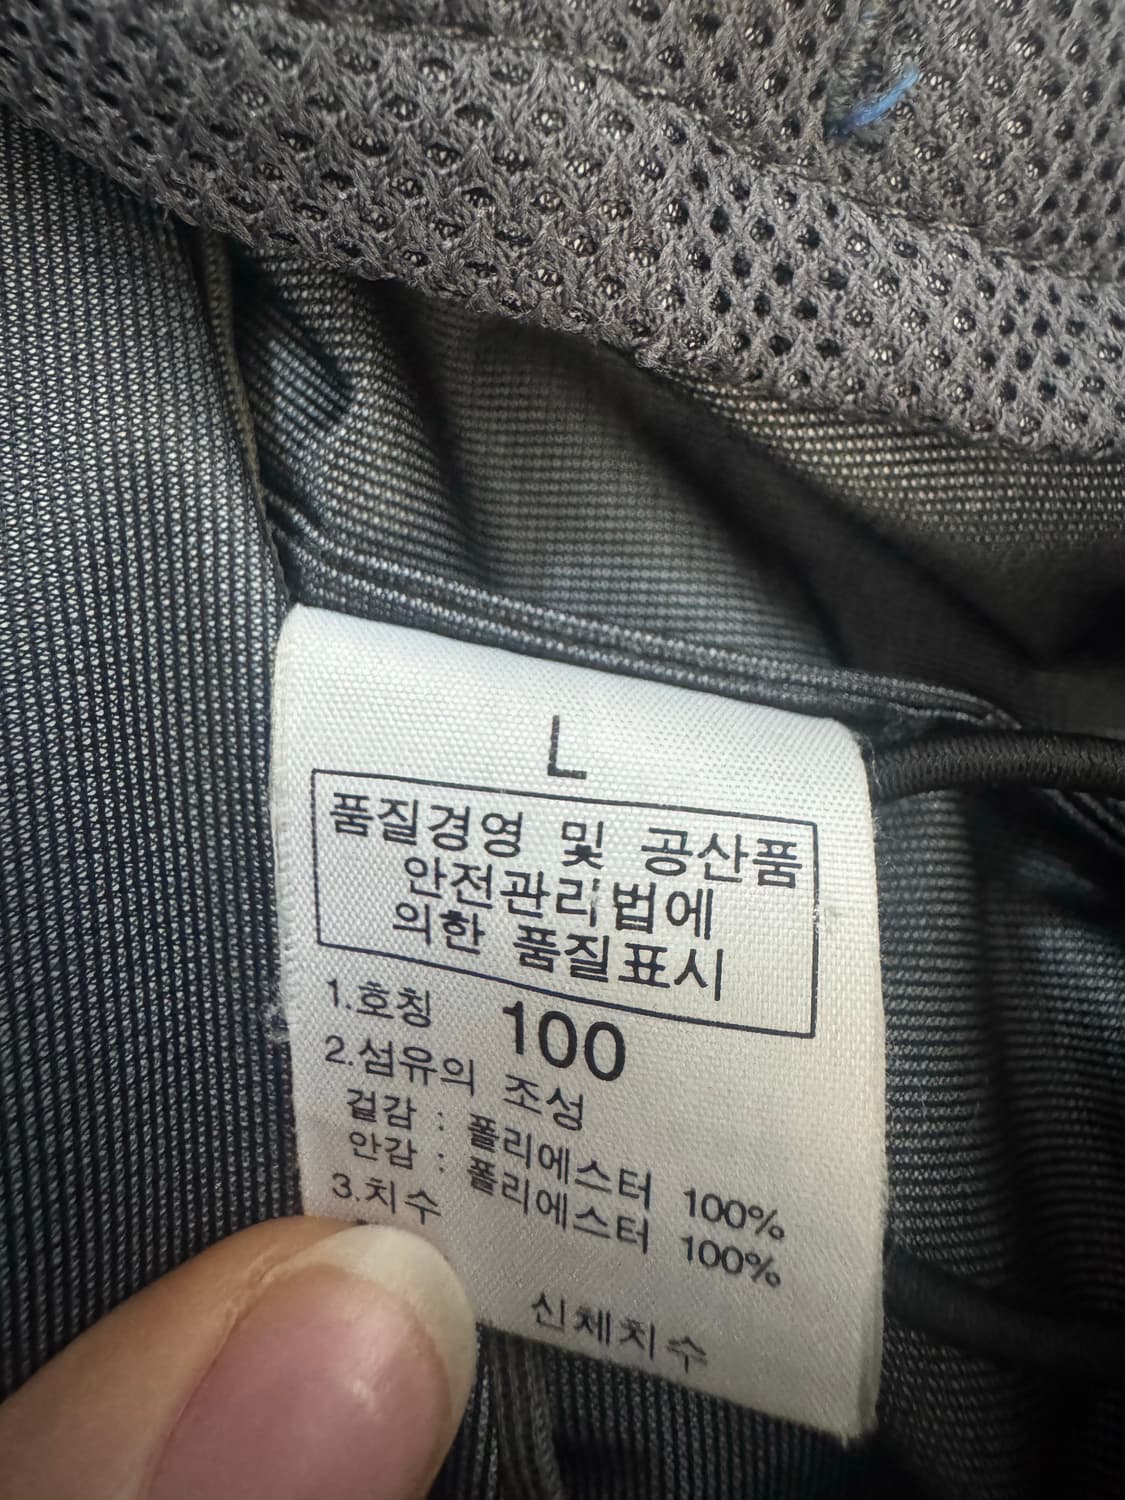 L
품질경영 및 공산품
안전관리법에
의한 품질표시
1.호칭 100
2.섬유의 조성
겉감 : 폴리에스터 100%
안감 : 폴리에스터 100%
3.치수
신체치수